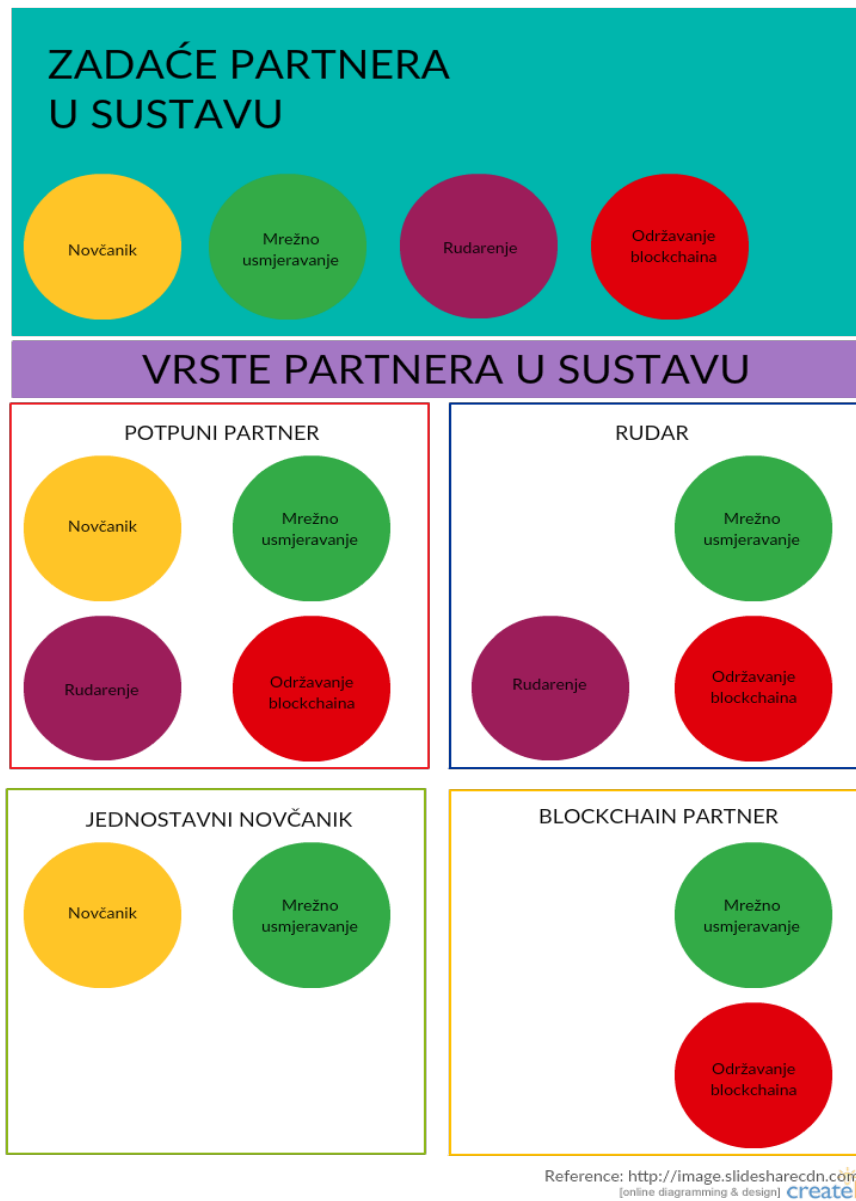 ZADAĆE PARTNERA
U SUSTAVU
Novčanik
Mrežno
usmjeravanje
Rudarenje
Održavanje
blockchaina
VRSTE PARTNERA U SUSTAVU
POTPUNI PARTNER
Novčanik
Mrežno
usmjeravanje
Rudarenje
Održavanje
blockchaina
RUDAR
Mrežno
usmjeravanje
Rudarenje
Održavanje
blockchaina
JEDNOSTAVNI NOVČANIK
Novčanik
Mrežno
usmjeravanje
BLOCKCHAIN PARTNER
Mrežno
usmjeravanje
Održavanje
blockchaina
Reference: http://image.slidesharecdn.com
[online diagramming & design] create